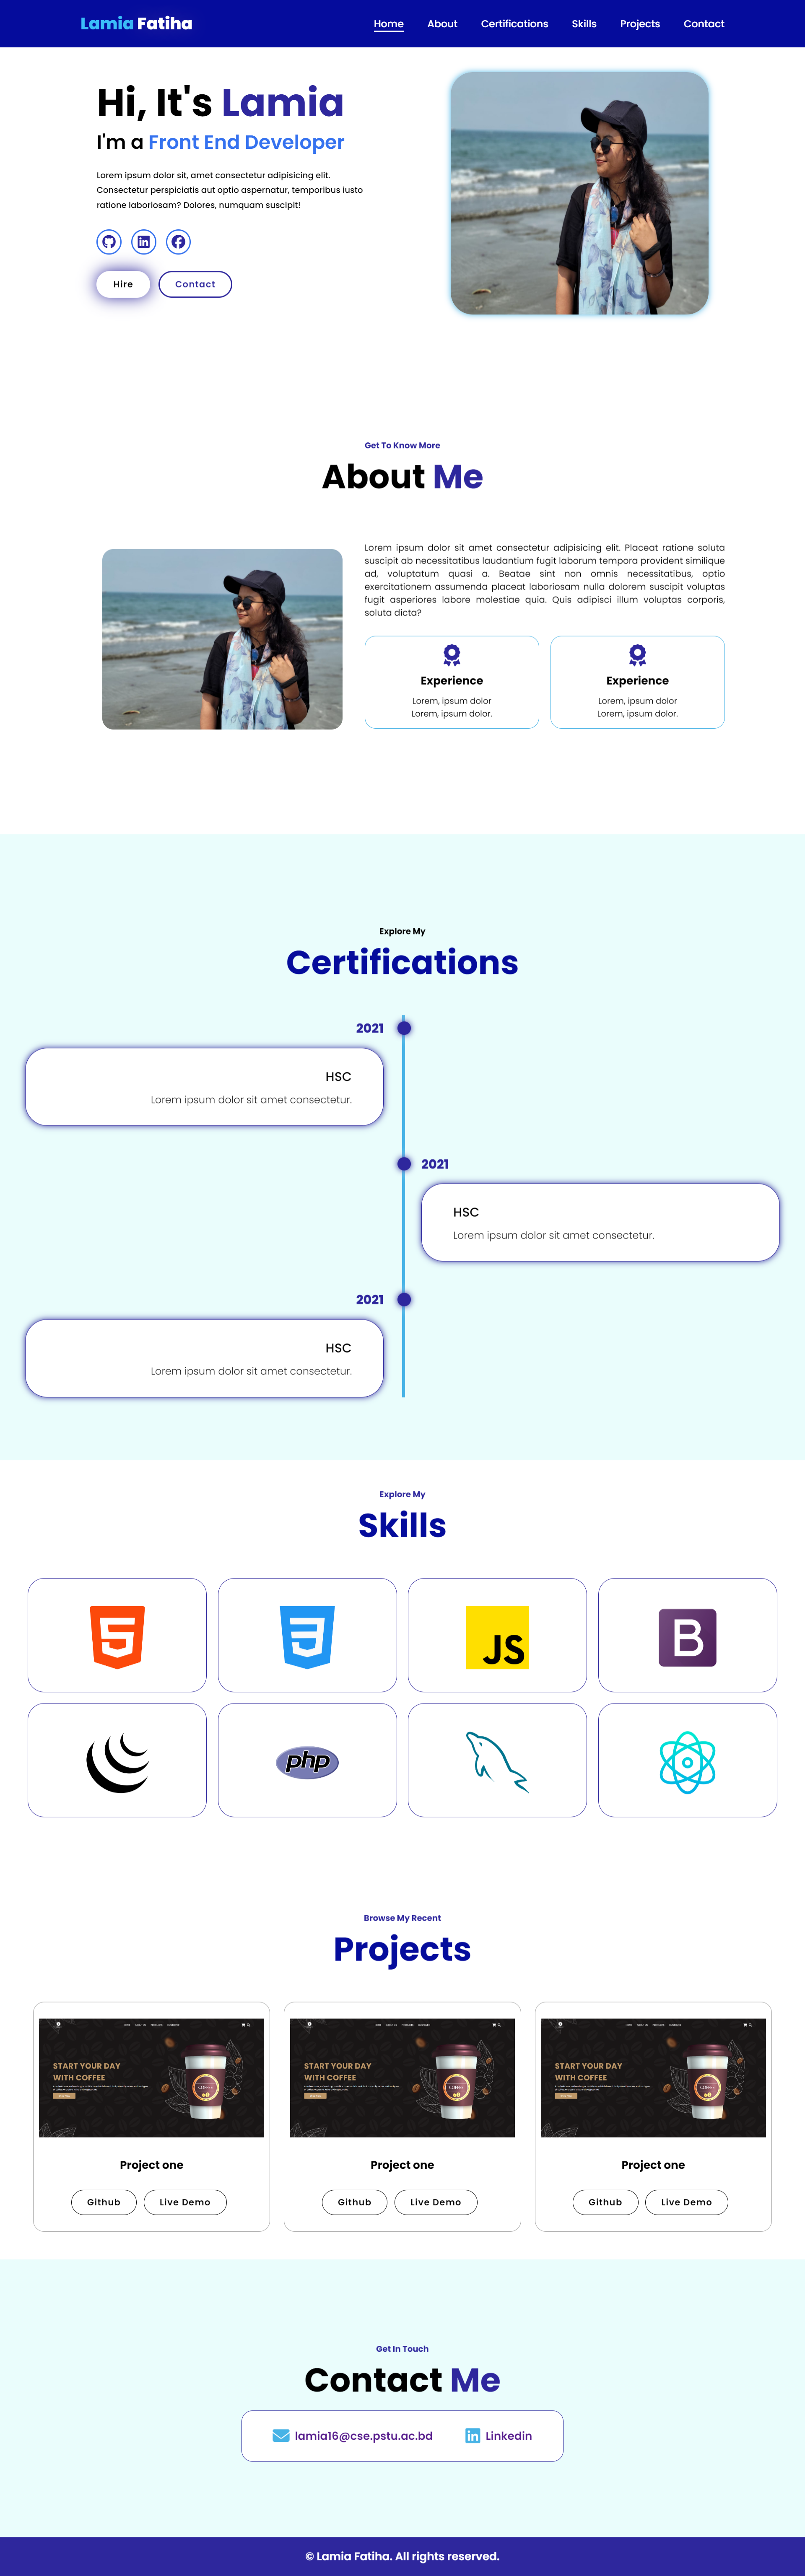 Lamia Fatiha
Home About Certifications Skills Projects Contact
Hi, It's Lamia
I'm a Front End Developer
Lorem ipsum dolor sit, amet consectetur adipisicing elit.
Consectetur perspiciatis aut optio aspernatur, temporibus iusto
ratione laboriosam? Dolores, numquam suscipit!
Hire Contact
Get To Know More
About Me
Lorem ipsum dolor sit amet consectetur adipisicing elit. Placeat ratione soluta
suscipit ab necessitatibus laudantium fugit laborum tempora provident similique
ad, voluptatum quasi a. Beatae sint non omnis necessitatibus, optio
exercitationem assumenda placeat laboriosam nulla dolorem suscipit voluptas
fugit asperiores labore molestiae quia. Quis adipisci illum voluptas corporis,
soluta dicta?
Experience
Lorem, ipsum dolor
Lorem, ipsum dolor.
Experience
Lorem, ipsum dolor
Lorem, ipsum dolor.
Explore My
Certifications
2021
HSC
Lorem ipsum dolor sit amet consectetur.
2021
HSC
Lorem ipsum dolor sit amet consectetur.
2021
HSC
Lorem ipsum dolor sit amet consectetur.
Explore My
Skills
5
3
JS
B
php
Browse My Recent
Projects
START YOUR DAY
WITH COFFEE
COFFEE
Project one
Github Live Demo
START YOUR DAY
WITH COFFEE
COFFEE
Project one
Github Live Demo
START YOUR DAY
WITH COFFEE
COFFEE
Project one
Github Live Demo
Get In Touch
Contact Me
lamia16@cse.pstu.ac.bd Linkedin
© Lamia Fatiha. All rights reserved.